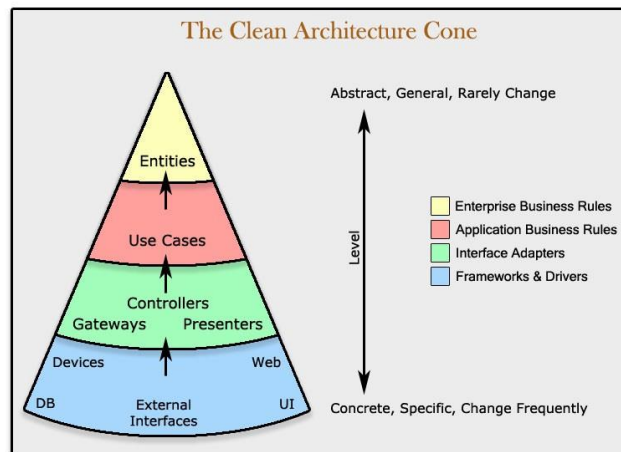 The Clean Architecture Cone
Abstract, General, Rarely Change
Entities
Enterprise Business Rules
Application Business Rules
Interface Adapters
Frameworks & Drivers
Level
Use Cases
Controllers
Gateways Presenters
Devices Web
DB External Interfaces UI
Concrete, Specific, Change Frequently